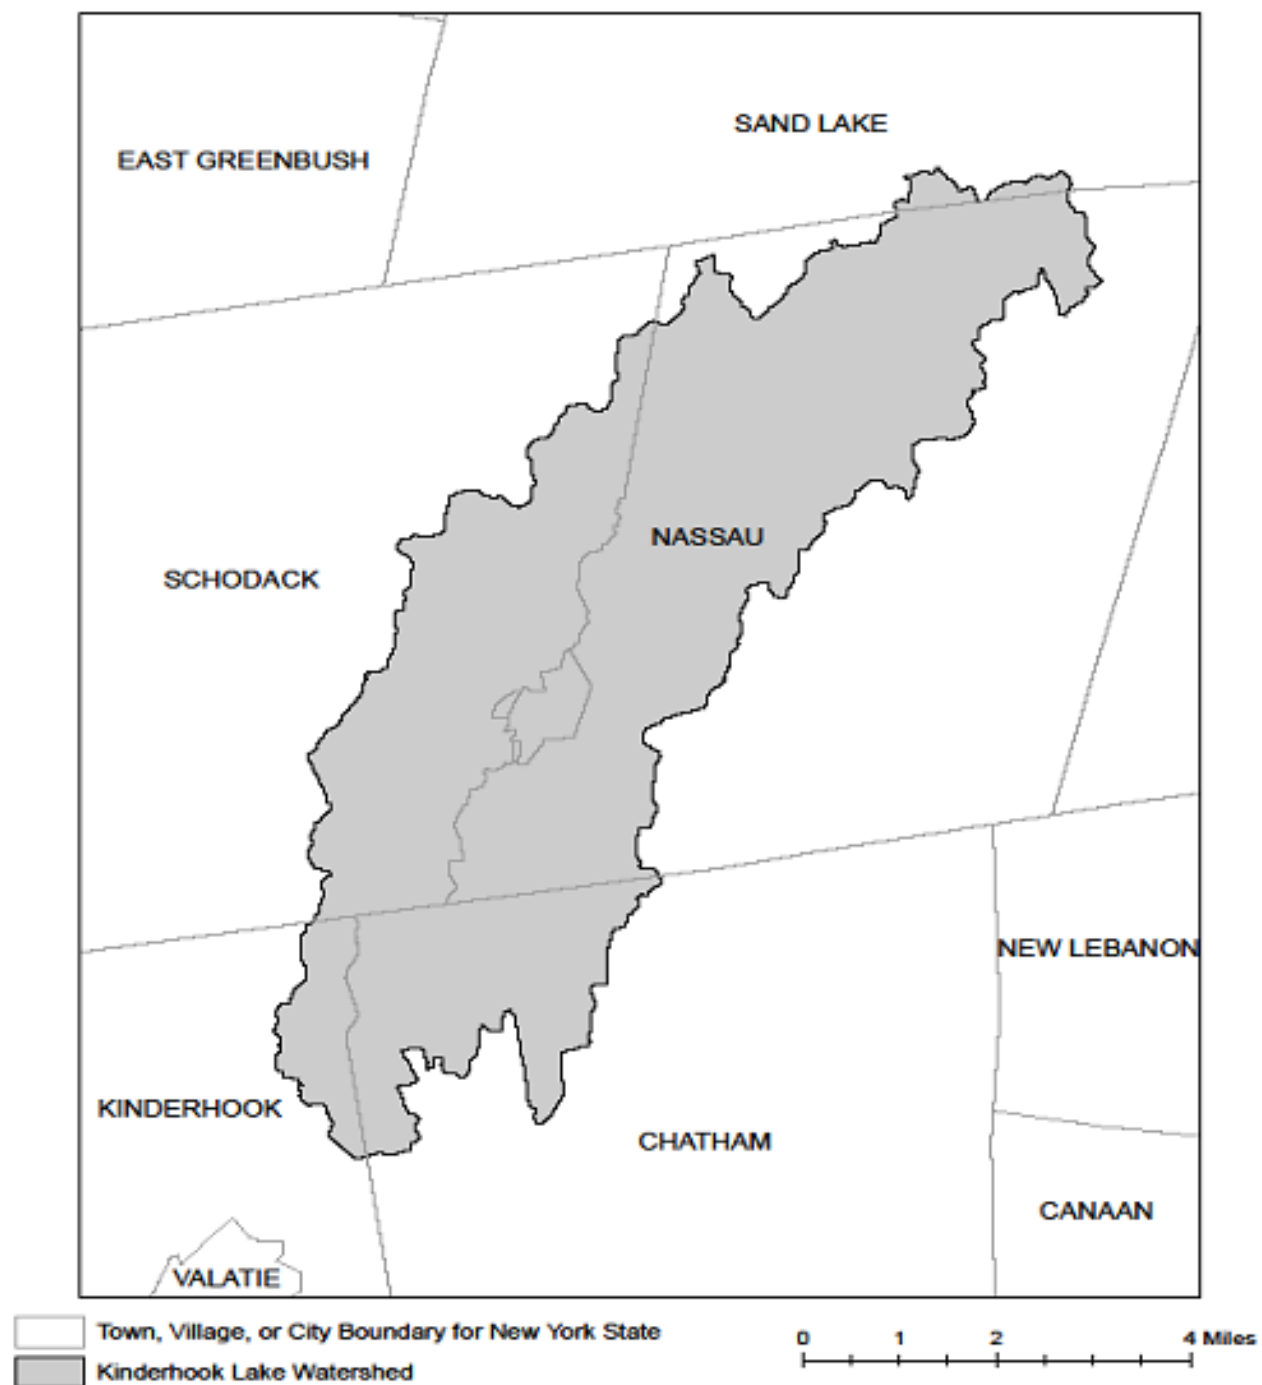 SAND LAKE
EAST GREENBUSH
NASSAU
SCHODACK
NEW LEBANON
KINDERHOOK
CHATHAM
CANAAN
VALATIE
Town, Village, or City Boundary for New York State
Kinderhook Lake Watershed
0 1 2 4 Miles